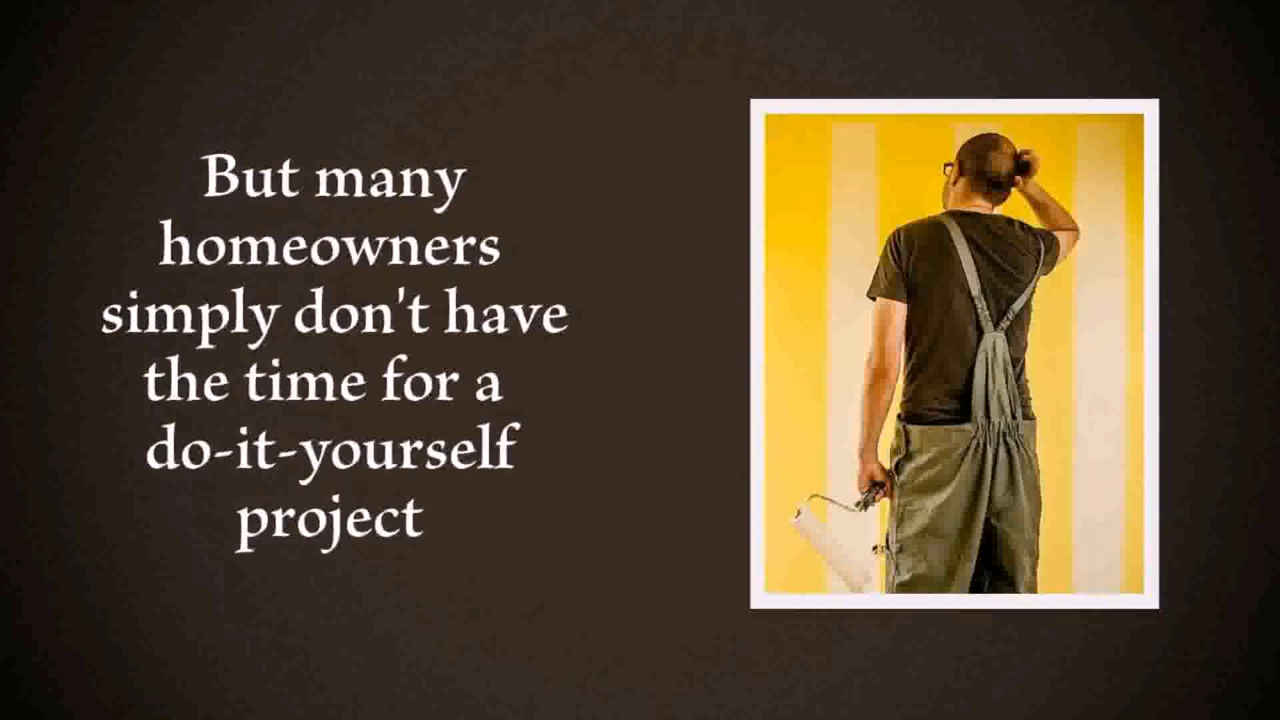 But many
homeowners
simply don't have
the time for a
do-it-yourself
project